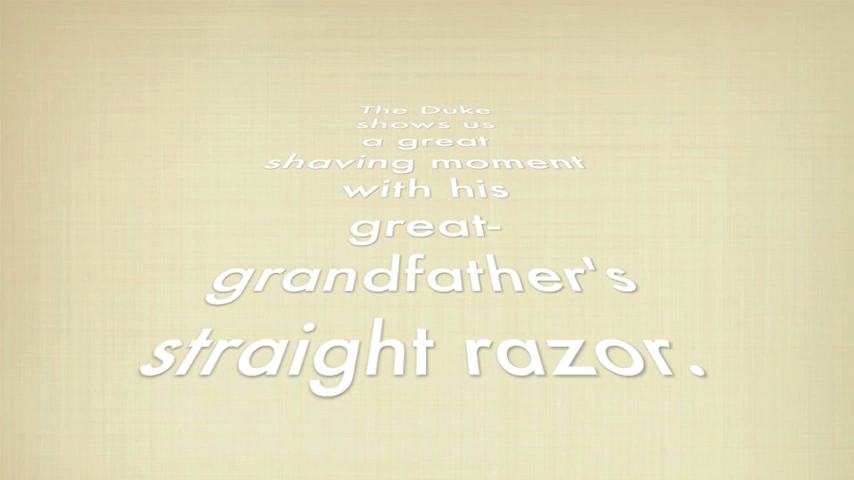 The Duke
shows us
a great
shaving moment
with his
great-
grandfather's
straight razor.